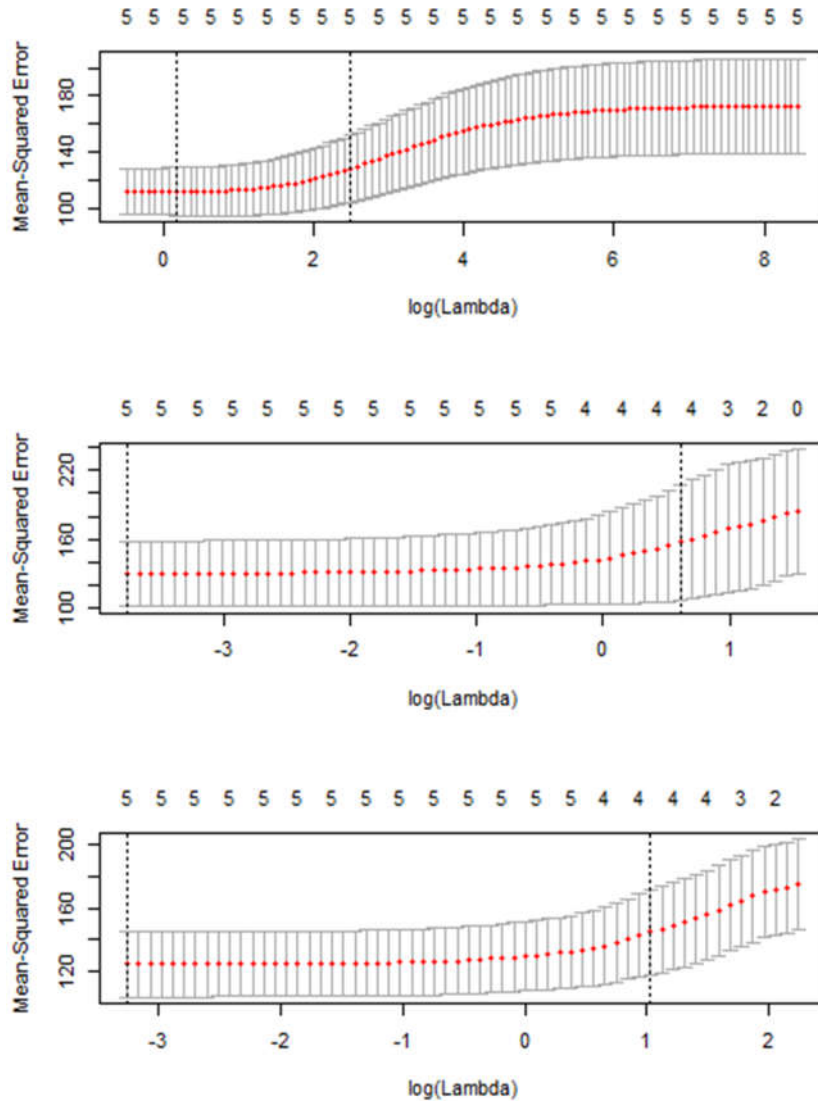 5 5 5 5 5 5 5 5 5 5 5 5 5 5 5 5 5 5 5
Mean-Squared Error
100 140 180
0 2 4 6 8
log(Lambda)
5 5 5 5 5 5 5 5 5 5 5 5 5 4 4 4 4 3 2 0
Mean-Squared Error
100 160 220
-3 -2 -1 0 1
log(Lambda)
5 5 5 5 5 5 5 5 5 5 5 5 5 5 4 4 4 4 3 2
Mean-Squared Error
120 160 200
-3 -2 -1 0 1 2
log(Lambda)